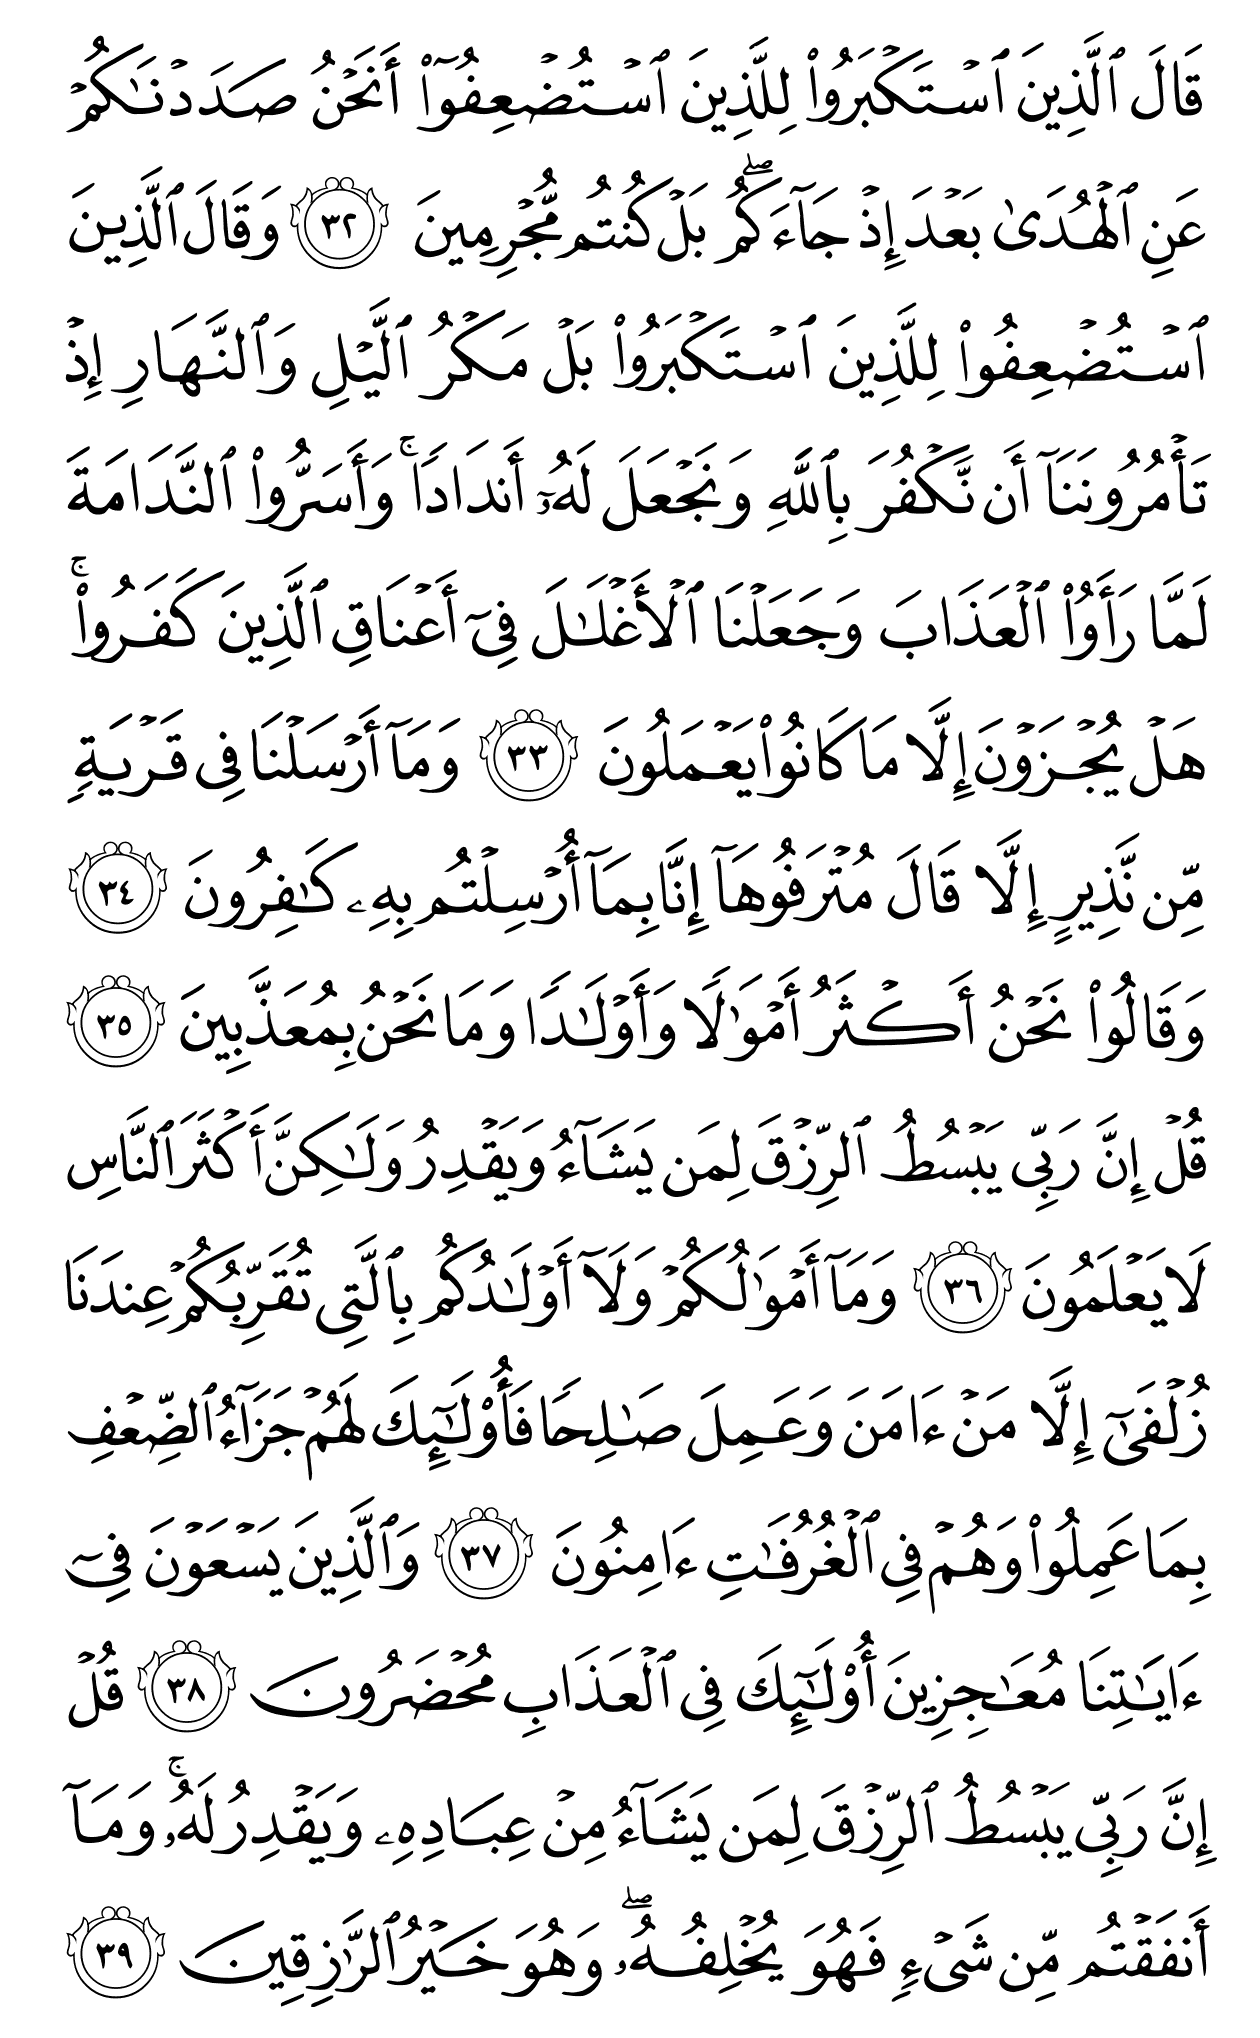 قَالَ ٱلَّذِينَ ٱسۡتَكۡبَرُواْ لِلَّذِينَ ٱسۡتُضۡعِفُوٓاْ أَنَحۡنُ صَدَدۡنَٰكُمۡ
عَنِ ٱلۡهُدَىٰ بَعۡدَ إِذۡ جَآءَكُمۖ بَلۡ كُنتُم مُّجۡرِمِينَ ٣٢ وَقَالَ ٱلَّذِينَ
ٱسۡتُضۡعِفُواْ لِلَّذِينَ ٱسۡتَكۡبَرُواْ بَلۡ مَكۡرُ ٱلَّيۡلِ وَٱلنَّهَارِ إِذۡ
تَأۡمُرُونَنَآ أَن نَّكۡفُرَ بِٱللَّهِ وَنَجۡعَلَ لَهُۥٓ أَندَادٗاۚ وَأَسَرُّواْ ٱلنَّدَامَةَ
لَمَّا رَأَوُاْ ٱلۡعَذَابَ وَجَعَلۡنَا ٱلۡأَغۡلَٰلَ فِيٓ أَعۡنَاقِ ٱلَّذِينَ كَفَرُواْۚ
هَلۡ يُجۡزَوۡنَ إِلَّا مَا كَانُواْ يَعۡمَلُونَ ٣٣ وَمَآ أَرۡسَلۡنَا فِي قَرۡيَةٖ
مِّن نَّذِيرٍ إِلَّا قَالَ مُتۡرَفُوهَآ إِنَّا بِمَآ أُرۡسِلۡتُم بِهِۦ كَٰفِرُونَ ٣٤
وَقَالُواْ نَحۡنُ أَكۡثَرُ أَمۡوَٰلٗا وَأَوۡلَٰدٗا وَمَا نَحۡنُ بِمُعَذَّبِينَ ٣٥
قُلۡ إِنَّ رَبِّي يَبۡسُطُ ٱلرِّزۡقَ لِمَن يَشَآءُ وَيَقۡدِرُ وَلَٰكِنَّ أَكۡثَرَ ٱلنَّاسِ
لَا يَعۡلَمُونَ ٣٦ وَمَآ أَمۡوَٰلُكُمۡ وَلَآ أَوۡلَٰدُكُم بِٱلَّتِي تُقَرِّبُكُمۡ عِندَنَا
زُلۡفَىٰٓ إِلَّا مَنۡ ءَامَنَ وَعَمِلَ صَٰلِحٗا فَأُوْلَٰٓئِكَ لَهُمۡ جَزَآءُ ٱلضِّعۡفِ
بِمَا عَمِلُواْ وَهُمۡ فِي ٱلۡغُرُفَٰتِ ءَامِنُونَ ٣٧ وَٱلَّذِينَ يَسۡعَوۡنَ فِيٓ
ءَايَٰتِنَا مُعَٰجِزِينَ أُوْلَٰٓئِكَ فِي ٱلۡعَذَابِ مُحۡضَرُونَ ٣٨ قُلۡ
إِنَّ رَبِّي يَبۡسُطُ ٱلرِّزۡقَ لِمَن يَشَآءُ مِنۡ عِبَادِهِۦ وَيَقۡدِرُ لَهُۥۚ وَمَآ
أَنفَقۡتُم مِّن شَيۡءٖ فَهُوَ يُخۡلِفُهُۥۖ وَهُوَ خَيۡرُ ٱلرَّٰزِقِينَ ٣٩